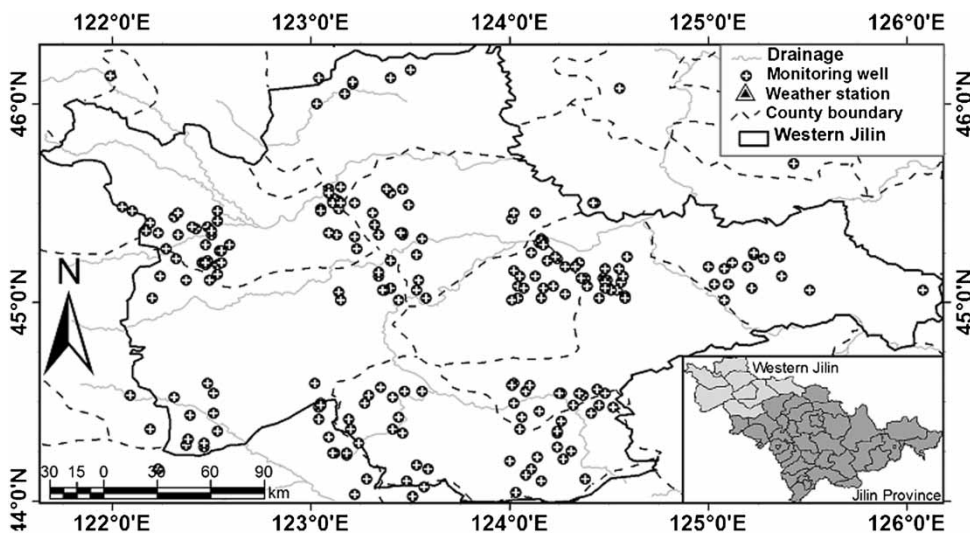 122°0'E 123°0'E 124°0'E 125°0'E 126°0'E
46°0'N 46°0'N
Drainage
Monitoring well
Weather station
County boundary
Western Jilin
45°0'N 45°0'N
N
Western Jilin
30 15 0 30 60 90
km
Jilin Province
44°0'N 44°0'N
122°0'E 123°0'E 124°0'E 125°0'E 126°0'E